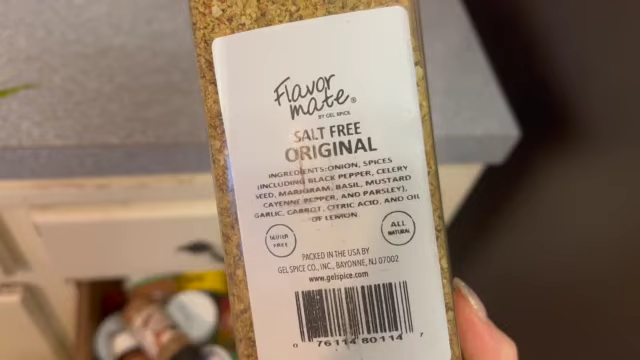 Flavor
mate®
BY GEL SPICE
SALT FREE
ORIGINAL
INGREDIENTS: ONION, SPICES
(INCLUDING BLACK PEPPER, CELERY
SEED, MARJORAM, BASIL, MUSTARD
CAYENNE PEPPER, AND PARSLEY),
GARLIC, CARROT, CITRIC ACID, AND OIL
OF LEMON.
GLUTEN
FREE
ALL
NATURAL
PACKED IN THE USA BY
GEL SPICE CO., INC., BAYONNE, NJ 07002
www.gelspice.com
0 76114 80114 7